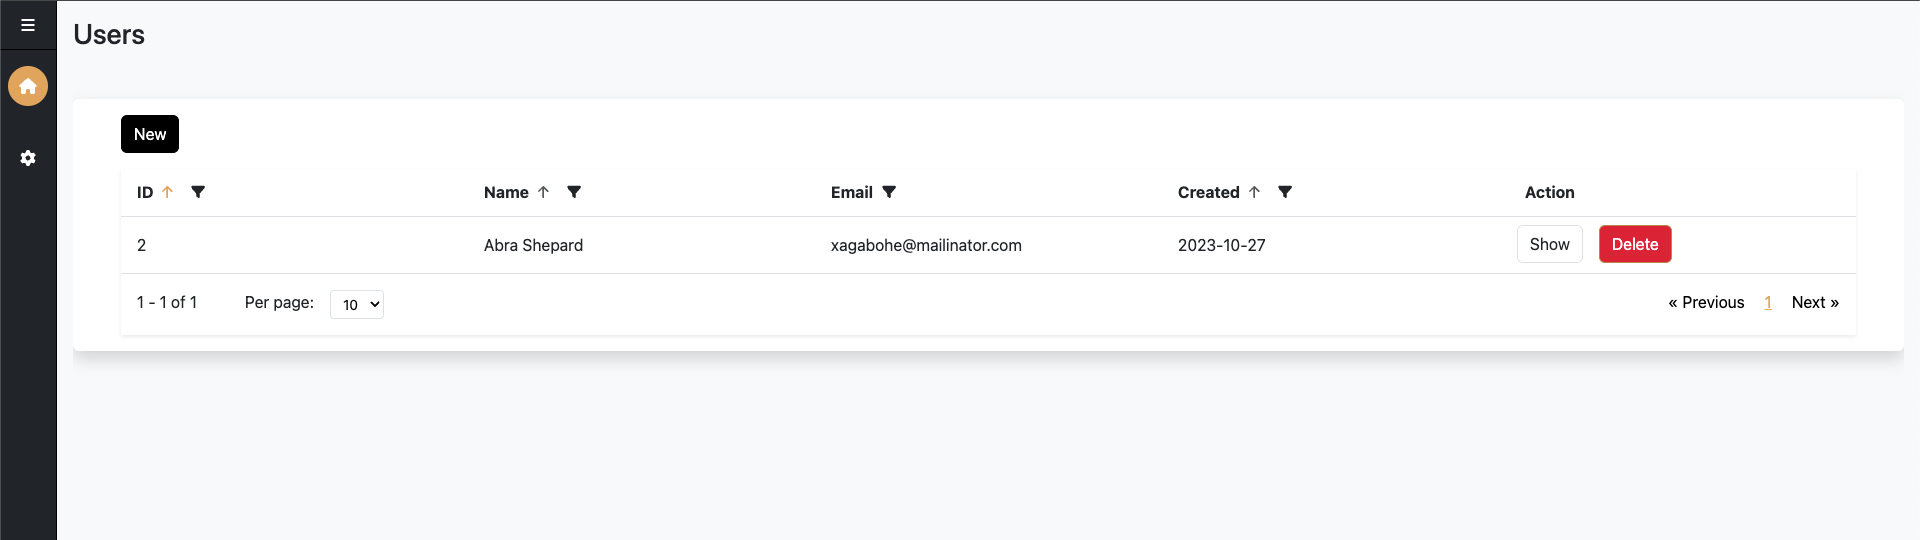 Users
New
ID Name Email Created Action
2 Abra Shepard xagabohe@mailinator.com 2023-10-27 Show Delete
1 - 1 of 1 Per page: 10 « Previous 1 Next »